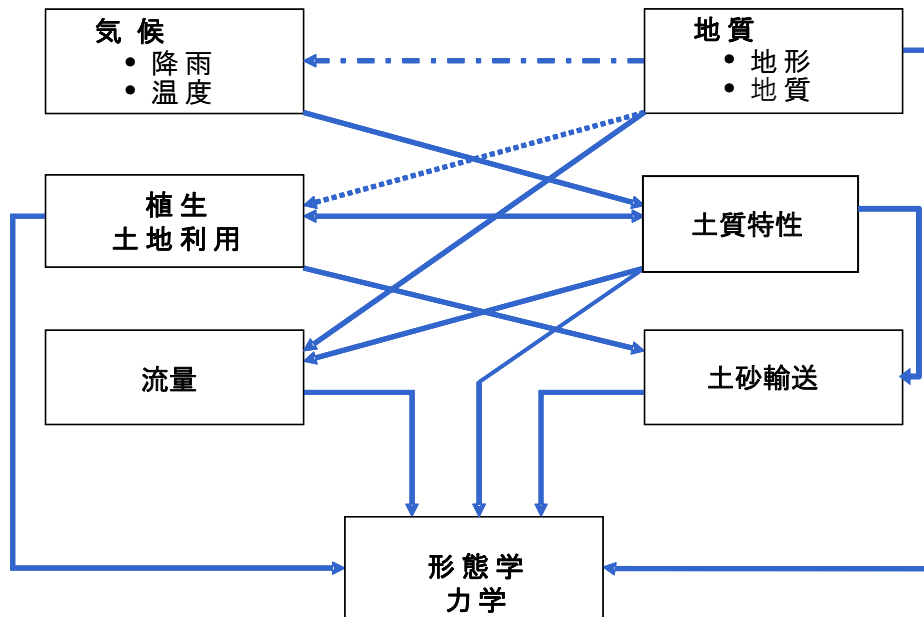 気候
• 降雨
• 温度
地質
• 地形
• 地質
植生
土地利用
土質特性
流量
土砂輸送
形態学
力学